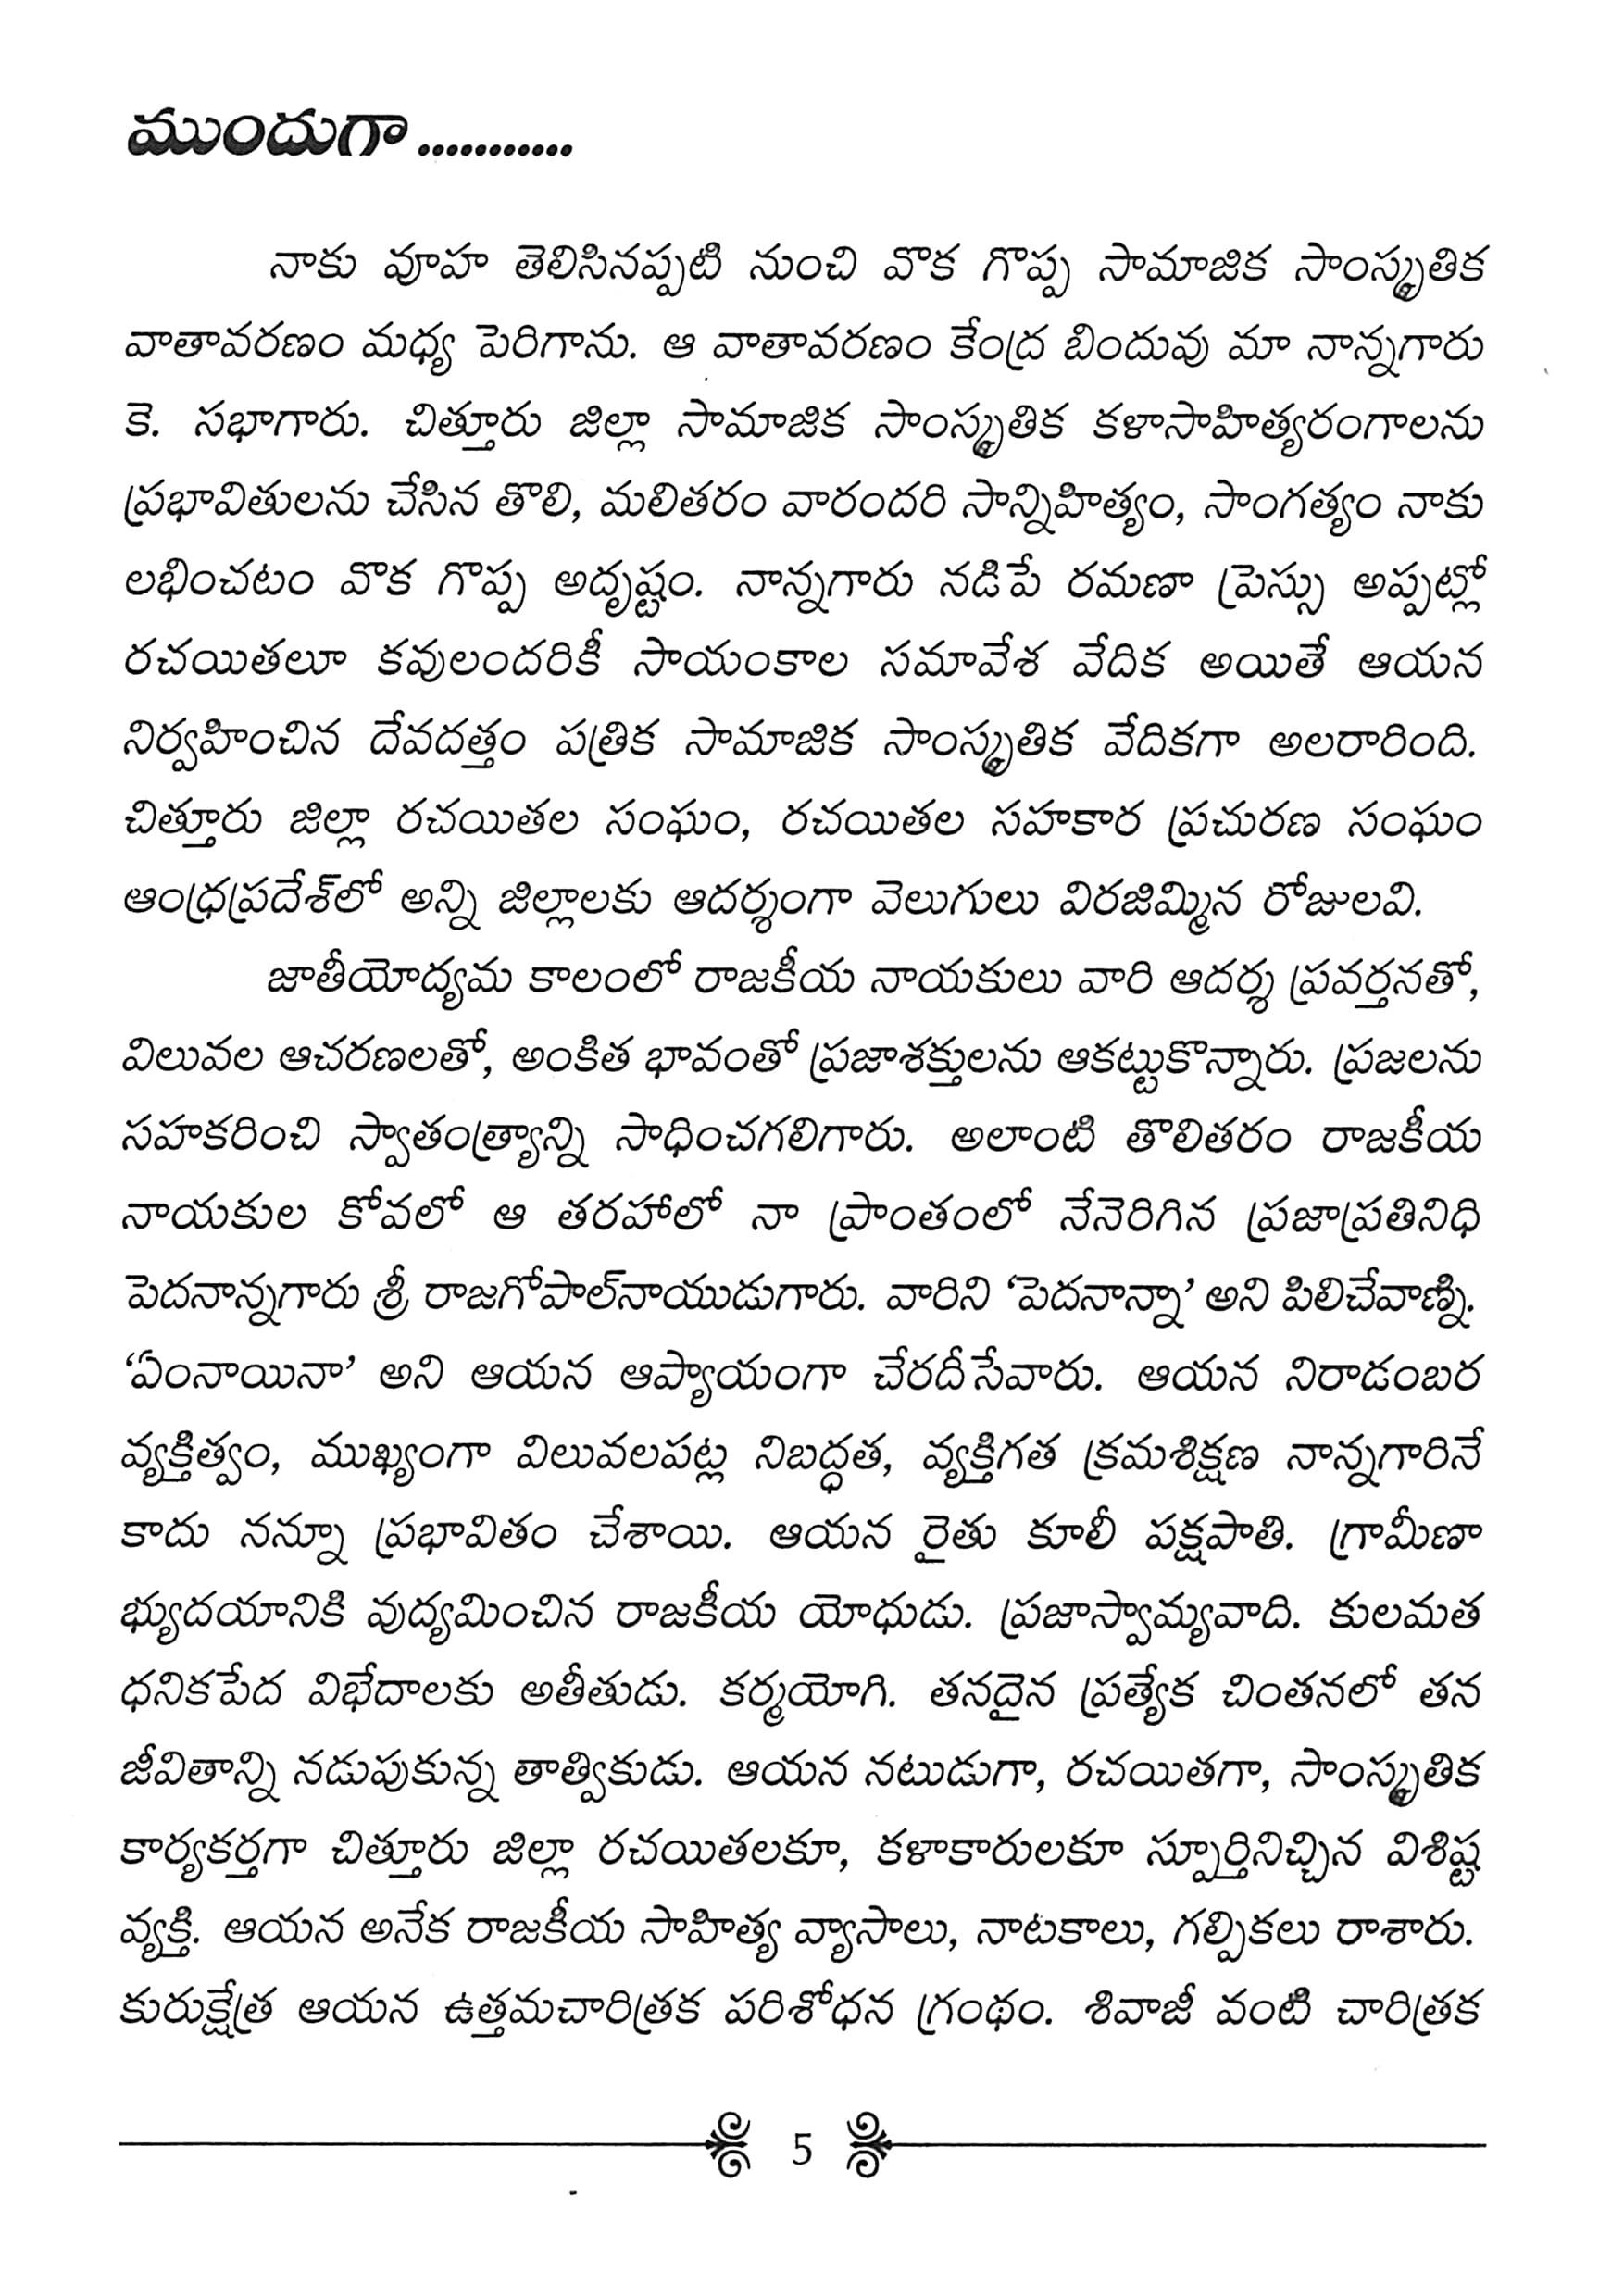 ముందుగా ...........
నాకు వూహ తెలిసినప్పటి నుంచి వొక గొప్ప సామాజిక సాంస్కృతిక
వాతావరణం మధ్య పెరిగాను. ఆ వాతావరణం కేంద్ర బిందువు మా నాన్నగారు
కె. సభాగారు. చిత్తూరు జిల్లా సామాజిక సాంస్కృతిక కళాసాహిత్యరంగాలను
ప్రభావితులను చేసిన తొలి, మలితరం వారందరి సాన్నిహిత్యం, సాంగత్యం నాకు
లభించటం వొక గొప్ప అదృష్టం. నాన్నగారు నడిపే రమణా ప్రెస్సు అప్పట్లో
రచయితలూ కవులందరికీ సాయంకాల సమావేశ వేదిక అయితే ఆయన
నిర్వహించిన దేవదత్తం పత్రిక సామాజిక సాంస్కృతిక వేదికగా అలరారింది.
చిత్తూరు జిల్లా రచయితల సంఘం, రచయితల సహకార ప్రచురణ సంఘం
ఆంధ్రప్రదేశ్‌లో అన్ని జిల్లాలకు ఆదర్శంగా వెలుగులు విరజిమ్మిన రోజులవి.
జాతీయోద్యమ కాలంలో రాజకీయ నాయకులు వారి ఆదర్శ ప్రవర్తనతో,
విలువల ఆచరణలతో, అంకిత భావంతో ప్రజాశక్తులను ఆకట్టుకొన్నారు. ప్రజలను
సహకరించి స్వాతంత్ర్యాన్ని సాధించగలిగారు. అలాంటి తొలితరం రాజకీయ
నాయకుల కోవలో ఆ తరహాలో నా ప్రాంతంలో నేనెరిగిన ప్రజాప్రతినిధి
పెదనాన్నగారు శ్రీ రాజగోపాల్‌నాయుడుగారు. వారిని ‘పెదనాన్నా’ అని పిలిచేవాణ్ని.
‘ఏంనాయినా’ అని ఆయన ఆప్యాయంగా చేరదీసేవారు. ఆయన నిరాడంబర
వ్యక్తిత్వం, ముఖ్యంగా విలువలపట్ల నిబద్ధత, వ్యక్తిగత క్రమశిక్షణ నాన్నగారినే
కాదు నన్నూ ప్రభావితం చేశాయి. ఆయన రైతు కూలీ పక్షపాతి. గ్రామీణా
భ్యుదయానికి వుద్యమించిన రాజకీయ యోధుడు. ప్రజాస్వామ్యవాది. కులమత
ధనికపేద విభేదాలకు అతీతుడు. కర్మయోగి. తనదైన ప్రత్యేక చింతనలో తన
జీవితాన్ని నడుపుకున్న తాత్వికుడు. ఆయన నటుడుగా, రచయితగా, సాంస్కృతిక
కార్యకర్తగా చిత్తూరు జిల్లా రచయితలకూ, కళాకారులకూ స్ఫూర్తినిచ్చిన విశిష్ట
వ్యక్తి. ఆయన అనేక రాజకీయ సాహిత్య వ్యాసాలు, నాటకాలు, గల్పికలు రాశారు.
కురుక్షేత్ర ఆయన ఉత్తమచారిత్రక పరిశోధన గ్రంథం. శివాజీ వంటి చారిత్రక
5